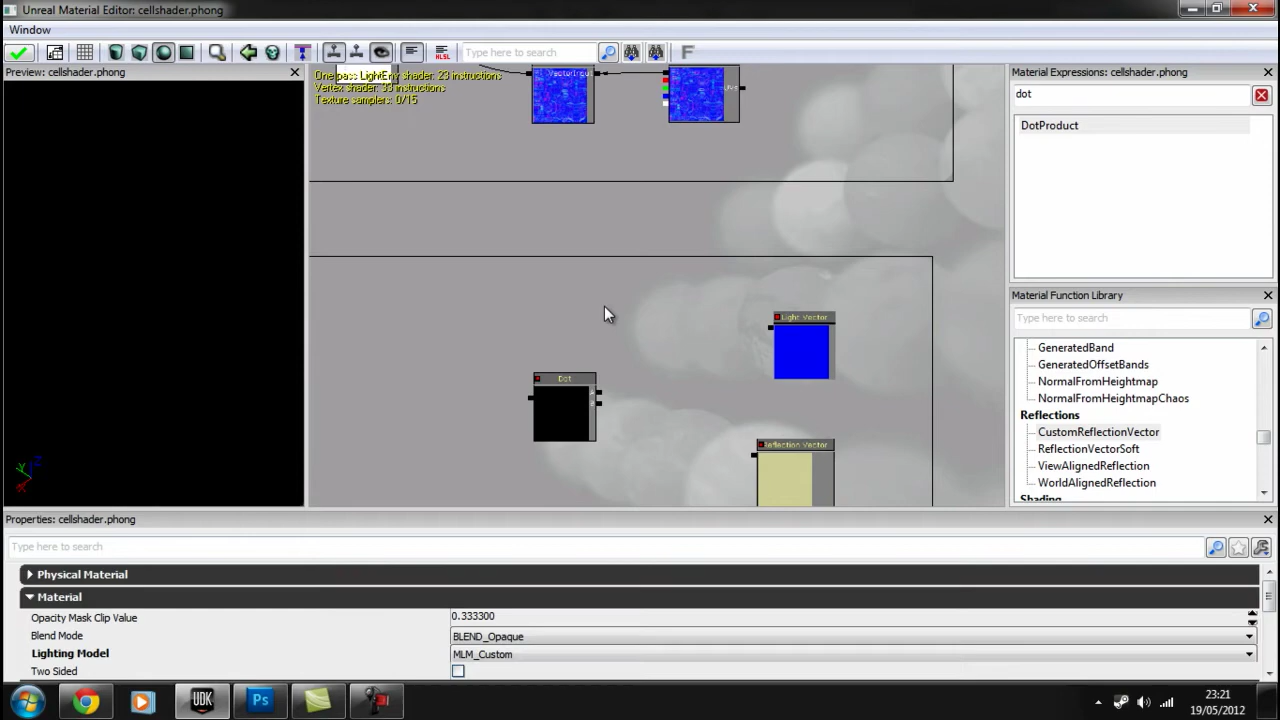 Unreal Material Editor: cellshader.phong
Window
Type here to search
HLSL
F
Preview: cellshader.phong
One pass LightEnv shader: 23 instructions
Vertex shader: 33 instructions
Texture samplers: 0/15
VectorInput
UVs
Light Vector
Dot
Reflection Vector
Z
Y
X
Material Expressions: cellshader.phong
dot
DotProduct
Material Function Library
Type here to search
GeneratedBand
GeneratedOffsetBands
NormalFromHeightmap
NormalFromHeightmapChaos
Reflections
CustomReflectionVector
ReflectionVectorSoft
ViewAlignedReflection
WorldAlignedReflection
Shading
Properties: cellshader.phong
Type here to search
Physical Material
Material
Opacity Mask Clip Value
0.333300
Blend Mode
BLEND_Opaque
Lighting Model
MLM_Custom
Two Sided
UDK
Ps
23:21
19/05/2012